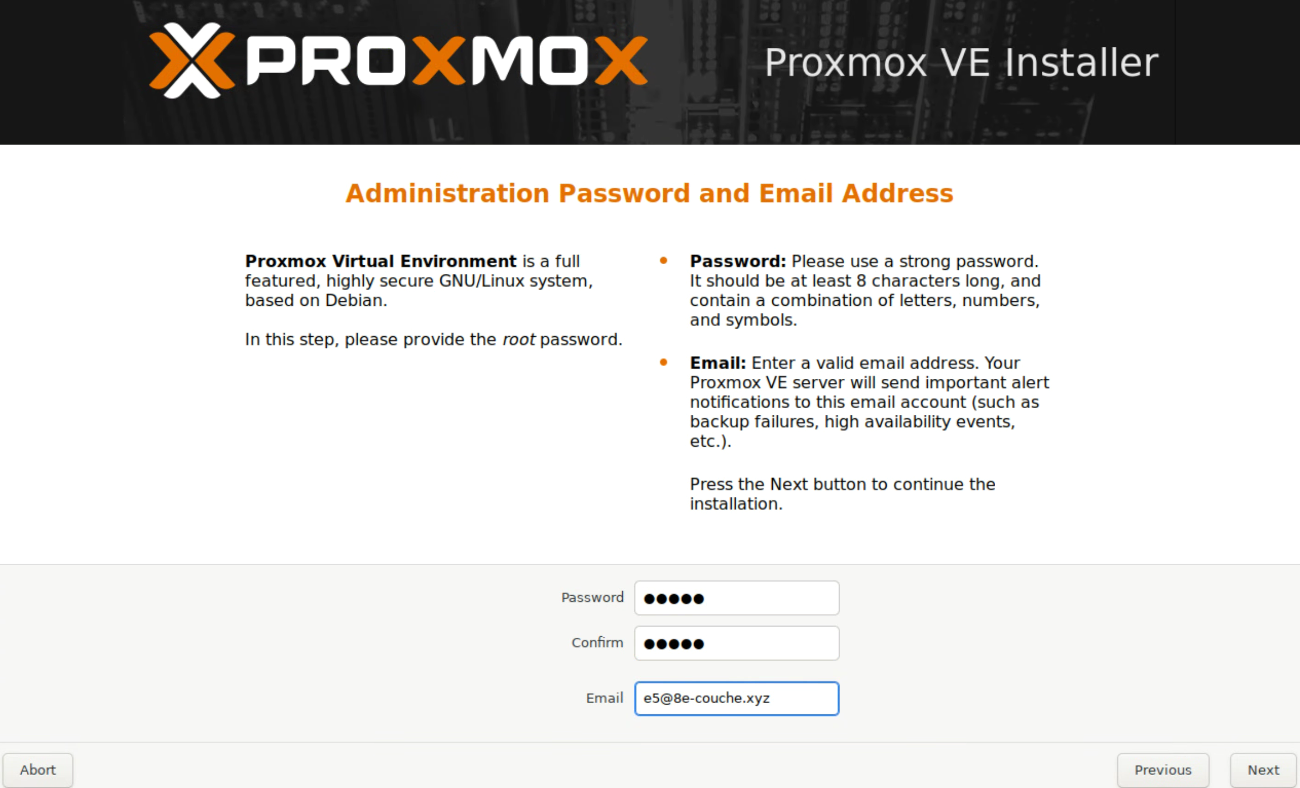 PROXMOX
Proxmox VE Installer
Administration Password and Email Address
Proxmox Virtual Environment is a full
featured, highly secure GNU/Linux system,
based on Debian.
In this step, please provide the root password.
Password: Please use a strong password.
It should be at least 8 characters long, and
contain a combination of letters, numbers,
and symbols.
Email: Enter a valid email address. Your
Proxmox VE server will send important alert
notifications to this email account (such as
backup failures, high availability events,
etc.).
Press the Next button to continue the
installation.
Password ●●●●●
Confirm ●●●●●
Email e5@8e-couche.xyz
Abort
Previous
Next